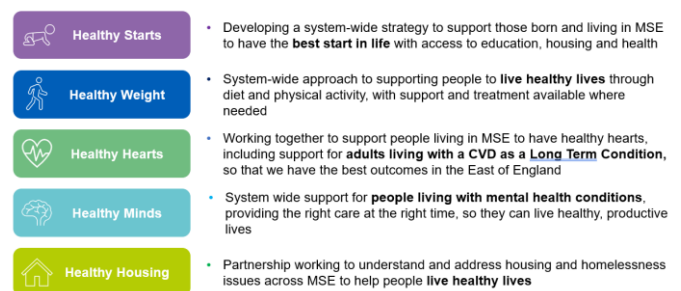 Healthy Starts
• Developing a system-wide strategy to support those born and living in MSE
to have the best start in life with access to education, housing and health
Healthy Weight
• System-wide approach to supporting people to live healthy lives through
diet and physical activity, with support and treatment available where
needed
Healthy Hearts
• Working together to support people living in MSE to have healthy hearts,
including support for adults living with a CVD as a Long Term Condition,
so that we have the best outcomes in the East of England
Healthy Minds
• System wide support for people living with mental health conditions,
providing the right care at the right time, so they can live healthy, productive
lives
Healthy Housing
• Partnership working to understand and address housing and homelessness
issues across MSE to help people live healthy lives